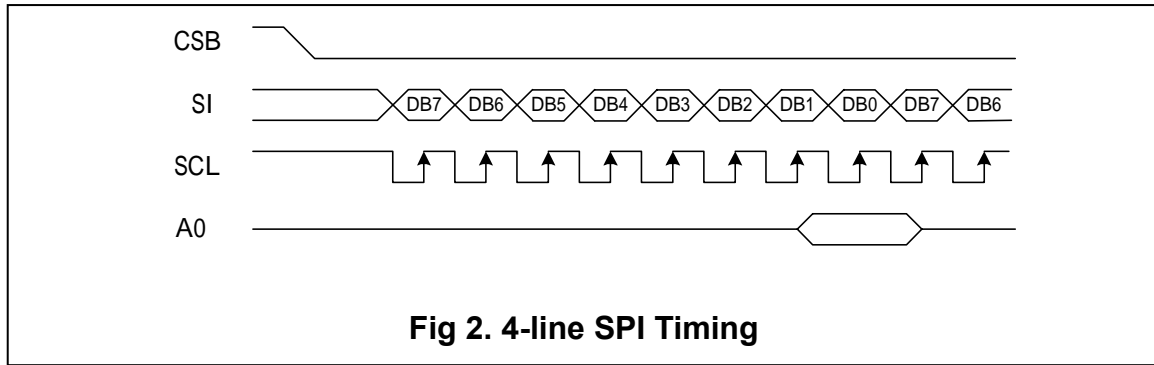 CSB
SI DB7 DB6 DB5 DB4 DB3 DB2 DB1 DB0 DB7 DB6
SCL
A0
Fig 2. 4-line SPI Timing